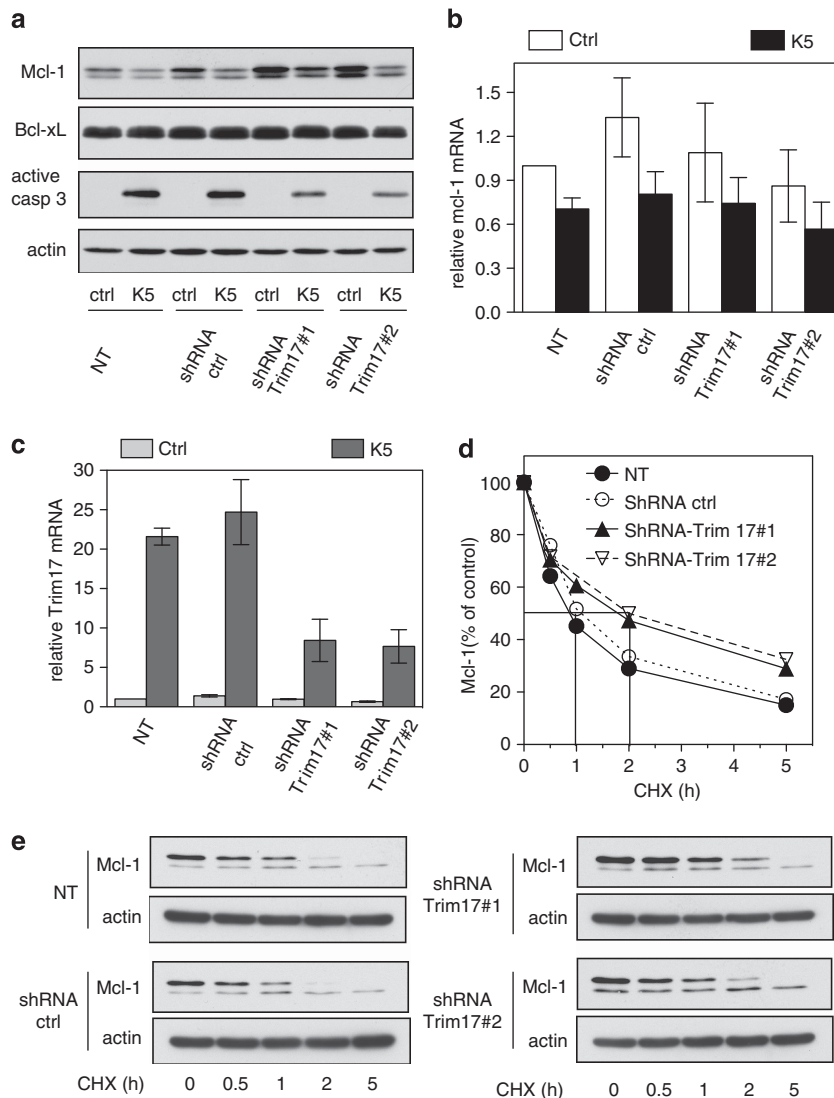 a
Mcl-1
Bcl-xL
active
casp 3
actin
ctrl K5 ctrl K5 ctrl K5 ctrl K5
NT
shRNA
ctrl
shRNA
Trim17#1
shRNA
Trim17#2
b
Ctrl K5
relative mcl-1 mRNA
1.5
1.2
0.9
0.6
0.3
0.0
NT
shRNA
ctrl
shRNA
Trim17#1
shRNA
Trim17#2
c
Ctrl K5
relative Trim17 mRNA
30
25
20
15
10
5
0
NT
shRNA
ctrl
shRNA
Trim17#1
shRNA
Trim17#2
d
NT
ShRNA ctrl
ShRNA-Trim 17#1
ShRNA-Trim 17#2
Mcl-1(% of control)
100
80
60
40
20
0
0 1 2 3 4 5
CHX (h)
e
NT
Mcl-1
actin
shRNA
ctrl
Mcl-1
actin
CHX (h) 0 0.5 1 2 5
shRNA
Trim17#1
Mcl-1
actin
shRNA
Trim17#2
Mcl-1
actin
0 0.5 1 2 5